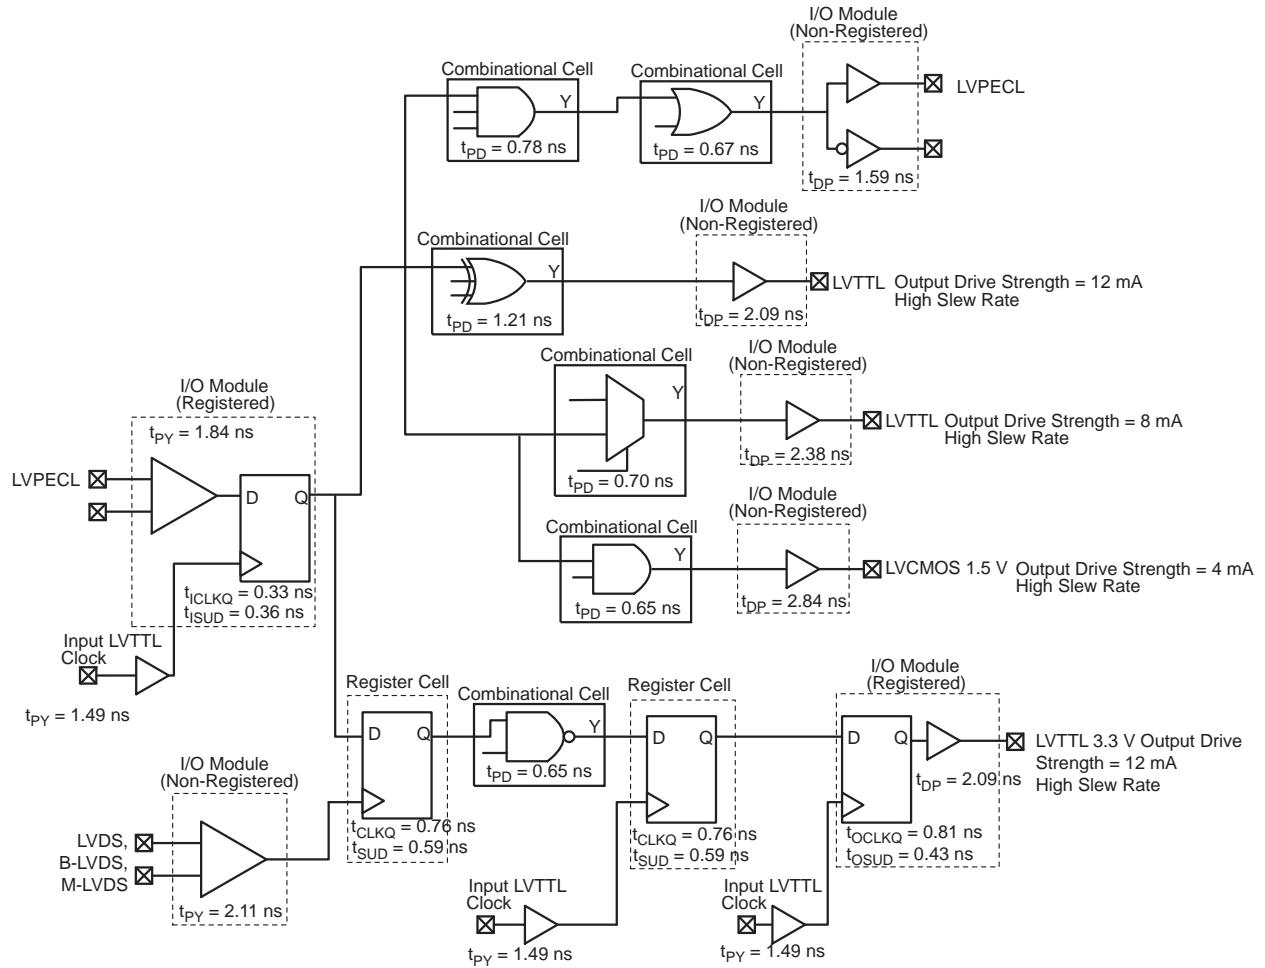 I/O Module
(Non-Registered)
Combinational Cell
Y
tPD = 0.78 ns
Combinational Cell
Y
tPD = 0.67 ns
LVPECL
tDP = 1.59 ns
I/O Module
(Non-Registered)
Combinational Cell
Y
tPD = 1.21 ns
tDP = 2.09 ns
LVTTL Output Drive Strength = 12 mA
High Slew Rate
I/O Module
(Non-Registered)
Combinational Cell
Y
tPD = 0.70 ns
tDP = 2.38 ns
LVTTL Output Drive Strength = 8 mA
High Slew Rate
I/O Module
(Registered)
tPY = 1.84 ns
LVPECL
D
Q
tICLKQ = 0.33 ns
tISUD = 0.36 ns
Input LVTTL
Clock
tPY = 1.49 ns
I/O Module
(Non-Registered)
Combinational Cell
Y
tPD = 0.65 ns
tDP = 2.84 ns
LVCMOS 1.5 V Output Drive Strength = 4 mA
High Slew Rate
Register Cell
D
Q
tCLKQ = 0.76 ns
tSUD = 0.59 ns
Combinational Cell
Y
tPD = 0.65 ns
Register Cell
D
Q
tCLKQ = 0.76 ns
tSUD = 0.59 ns
I/O Module
(Registered)
D
Q
tDP = 2.09 ns
tOCLKQ = 0.81 ns
tOSUD = 0.43 ns
LVTTL 3.3 V Output Drive
Strength = 12 mA
High Slew Rate
I/O Module
(Non-Registered)
LVDS,
B-LVDS,
M-LVDS
tPY = 2.11 ns
Input LVTTL
Clock
tPY = 1.49 ns
Input LVTTL
Clock
tPY = 1.49 ns